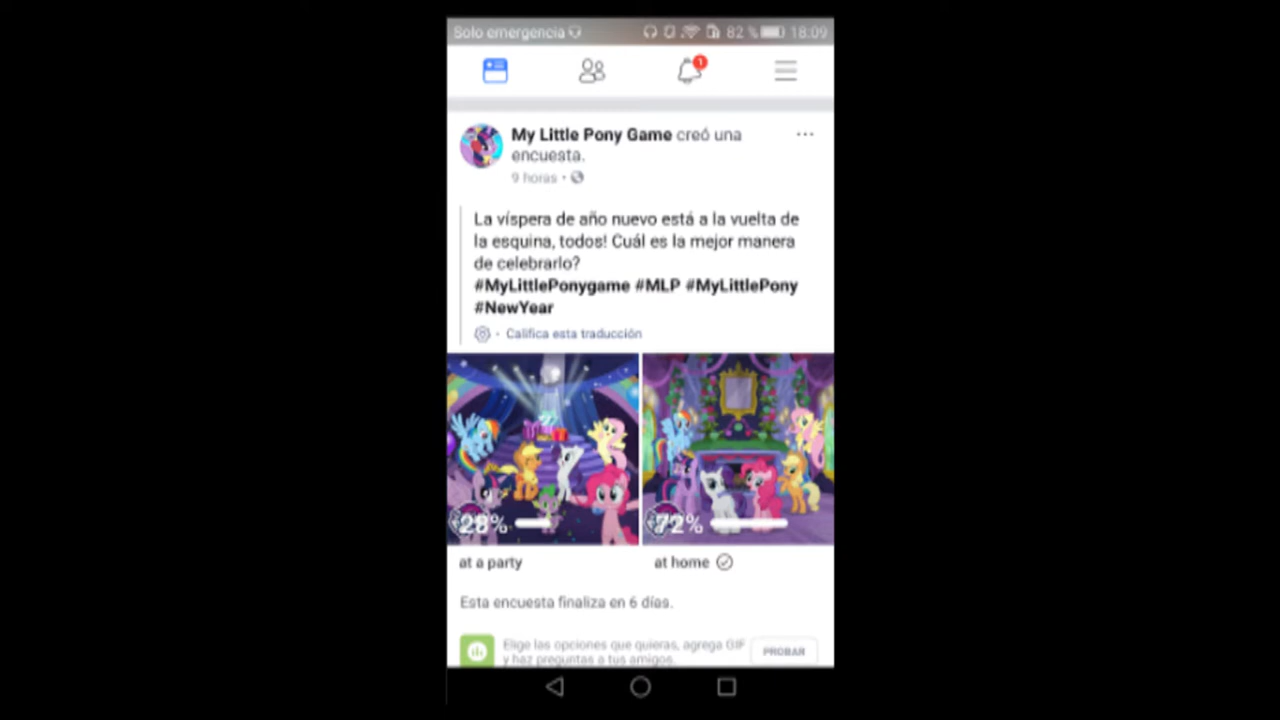 Solo emergencia 82 % 18:09
1
My Little Pony Game creó una
encuesta.
9 horas •
La víspera de año nuevo está a la vuelta de
la esquina, todos! Cuál es la mejor manera
de celebrarlo?
#MyLittlePonygame #MLP #MyLittlePony
#NewYear
· Califica esta traducción
28% 72%
at a party at home
Esta encuesta finaliza en 6 días.
Elige las opciones que quieras, agrega GIF
y haz preguntas a tus amigos.
PROBAR